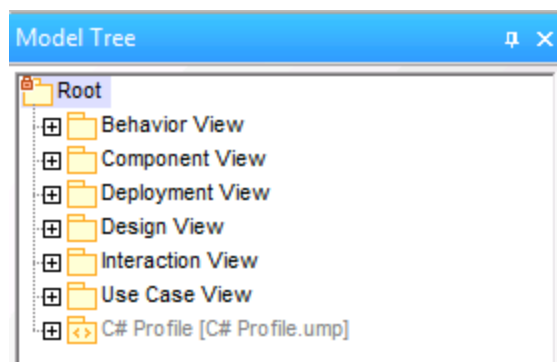 Model Tree
Root
Behavior View
Component View
Deployment View
Design View
Interaction View
Use Case View
C# Profile [C# Profile.ump]